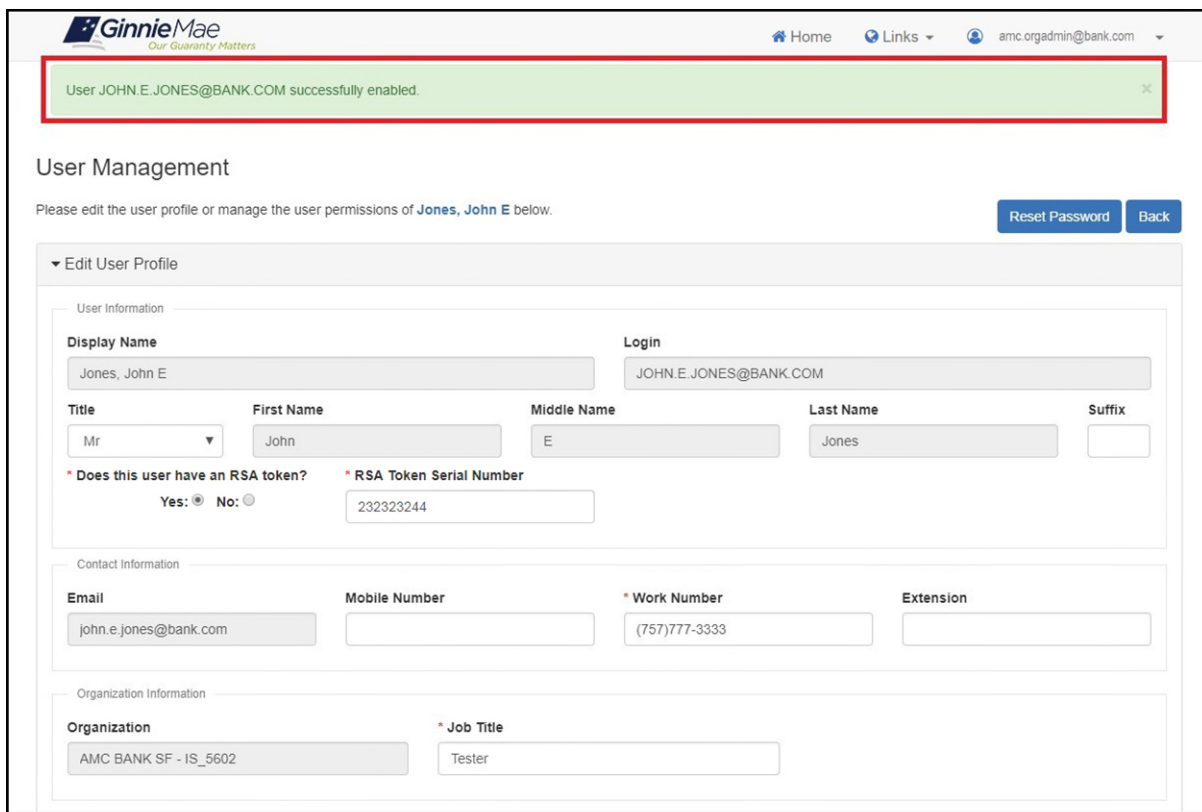 GinnieMae
Our Guaranty Matters
Home Links amc.orgadmin@bank.com
User JOHN.E.JONES@BANK.COM successfully enabled. ×
User Management
Please edit the user profile or manage the user permissions of Jones, John E below.
Reset Password Back
Edit User Profile
User Information
Display Name Login
Jones, John E JOHN.E.JONES@BANK.COM
Title First Name Middle Name Last Name Suffix
Mr John E Jones
* Does this user have an RSA token? * RSA Token Serial Number
Yes: No:
232323244
Contact Information
Email Mobile Number * Work Number Extension
john.e.jones@bank.com (757)777-3333
Organization Information
Organization * Job Title
AMC BANK SF - IS_5602 Tester